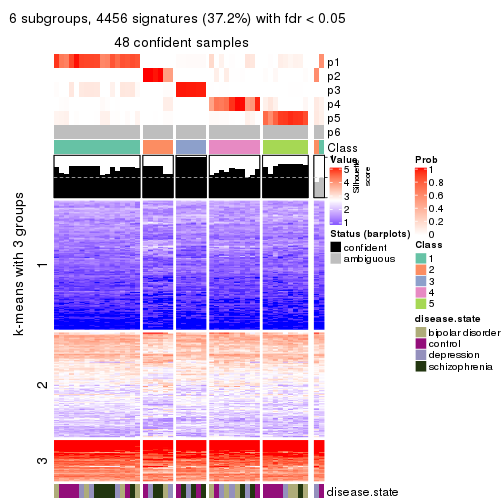 6 subgroups, 4456 signatures (37.2%) with fdr < 0.05
48 confident samples
p1
p2
p3
p4
p5
p6
Class
Silhouette
score
k-means with 3 groups
1
2
3
disease.state
Value
5
4
3
2
1
Status (barplots)
confident
ambiguous
Prob
1
0.8
0.6
0.4
0.2
0
Class
1
2
3
4
5
disease.state
bipolar disorder
control
depression
schizophrenia